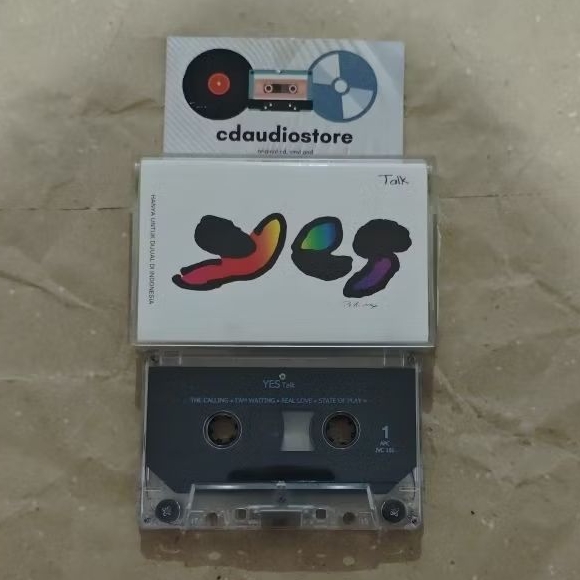 cdaudiostore
Talk
yes
HANYA UNTUK DIJUAL DI INDONESIA
YES Talk
THE CALLING • I AM WAITING • REAL LOVE • STATE OF PLAY •
1